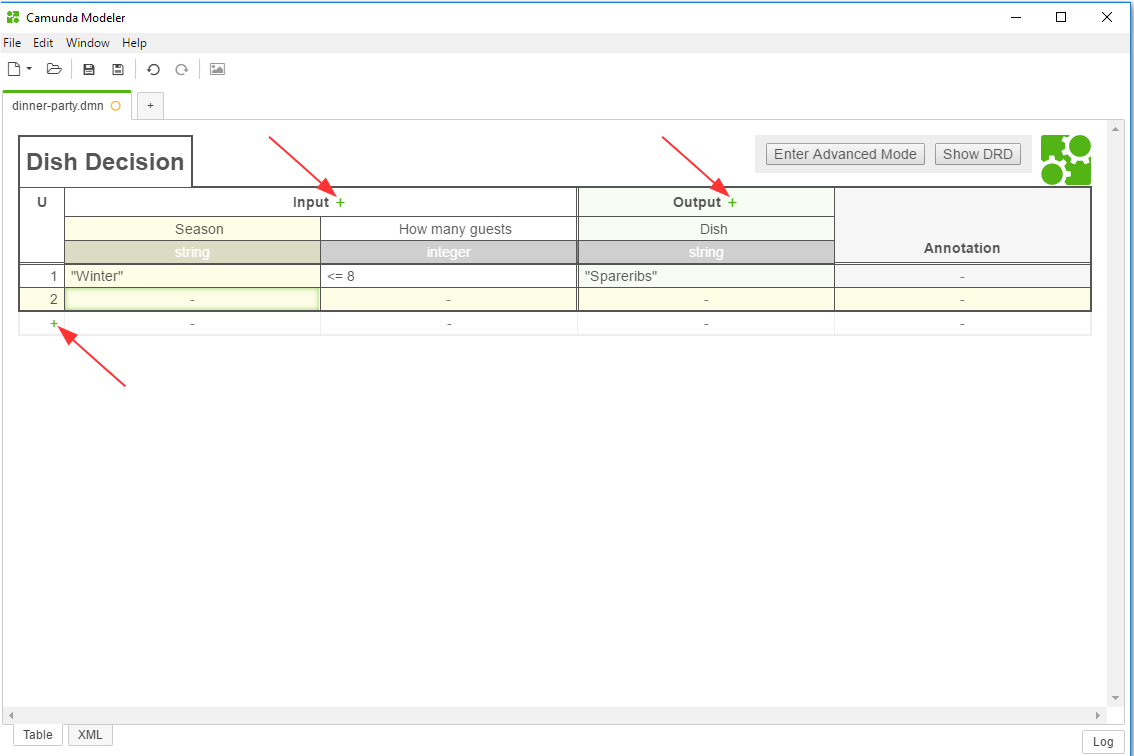 Camunda Modeler
File Edit Window Help
dinner-party.dmn +
Dish Decision
Enter Advanced Mode Show DRD
U Input + Output +
Season How many guests Dish
string integer string Annotation
1 "Winter" <= 8 "Spareribs" -
2 - - - -
+ - - - -
Table XML
Log